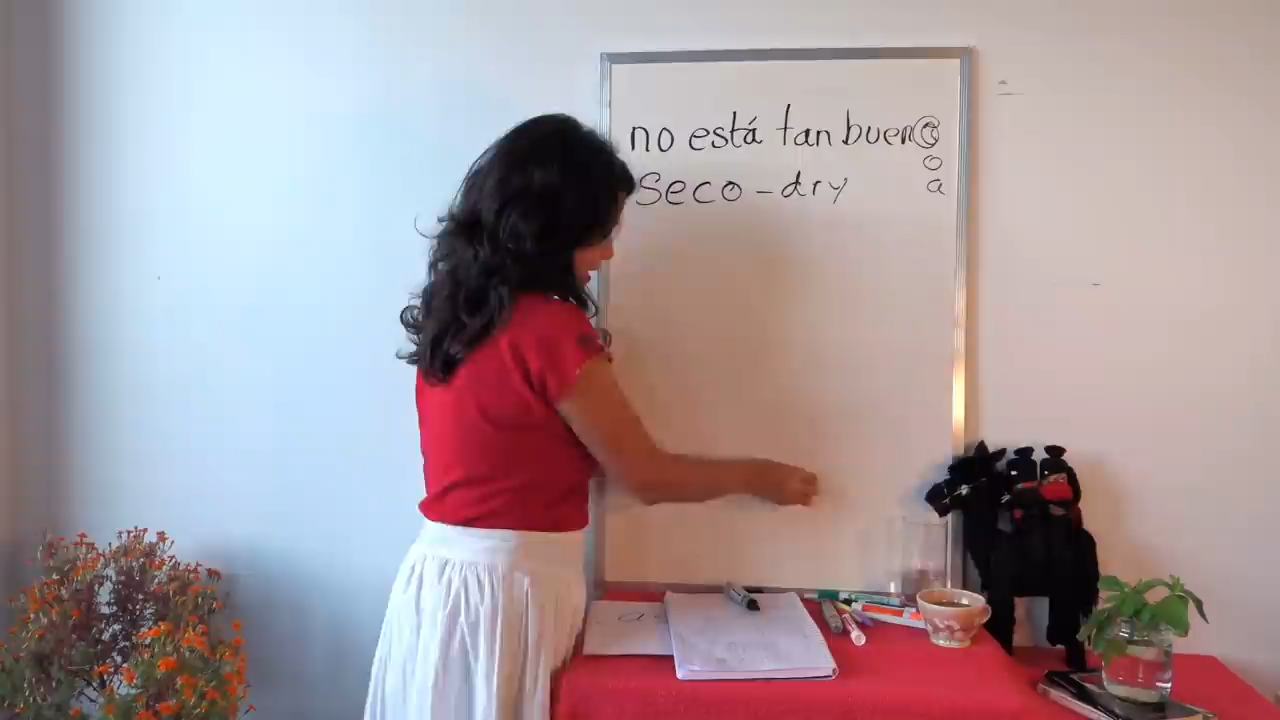 no está tan bueno
o
seco - dry a